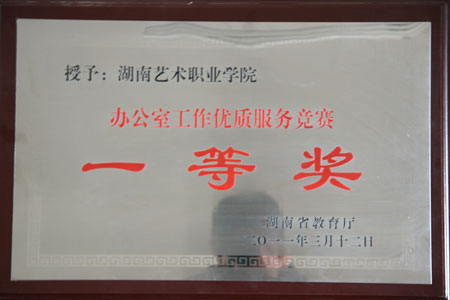 授予：湖南艺术职业学院
办公室工作优质服务竞赛
一等奖
湖南省教育厅
二〇一一年三月十二日